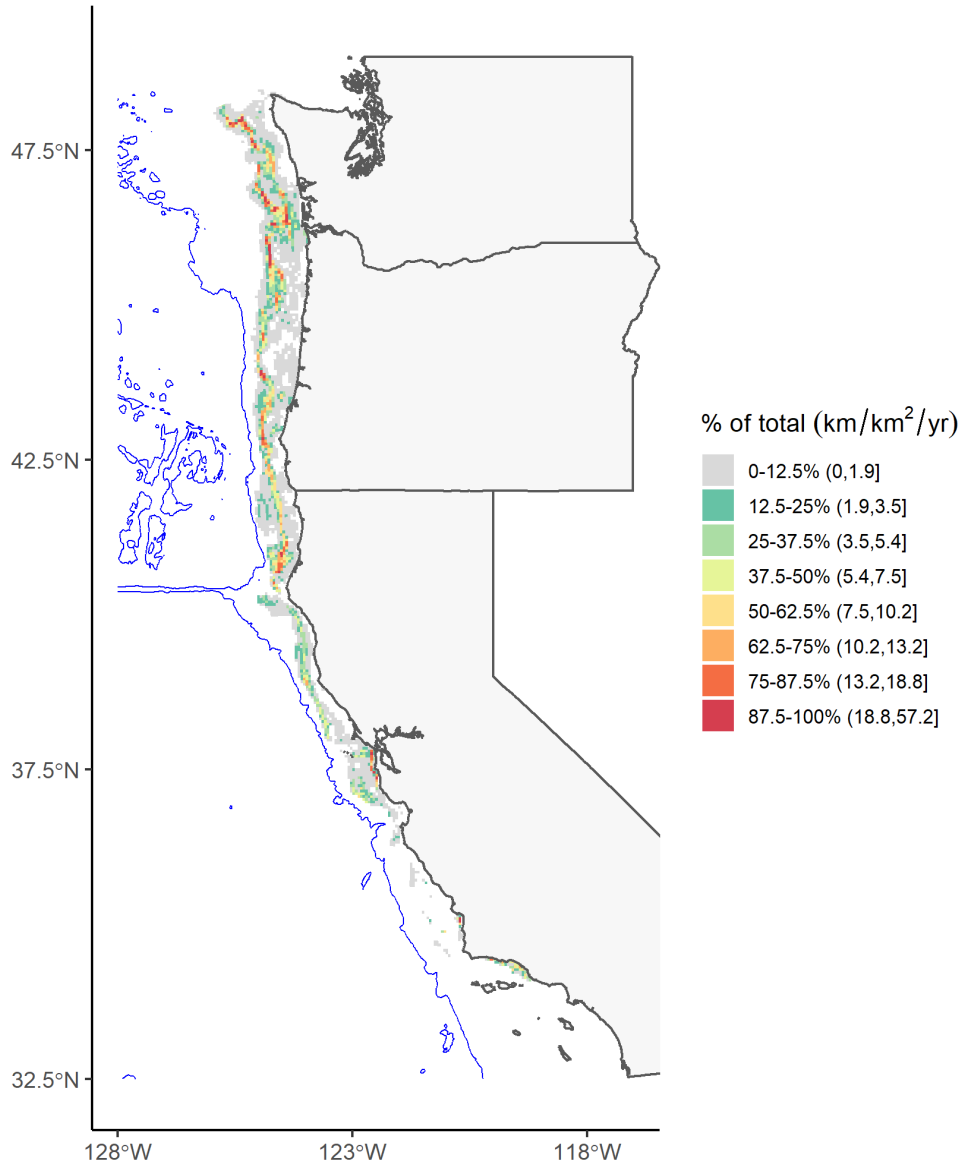 47.5°N
42.5°N
37.5°N
32.5°N
128°W
123°W
118°W
% of total (km/km²/yr)
0-12.5% (0,1.9]
12.5-25% (1.9,3.5]
25-37.5% (3.5,5.4]
37.5-50% (5.4,7.5]
50-62.5% (7.5,10.2]
62.5-75% (10.2,13.2]
75-87.5% (13.2,18.8]
87.5-100% (18.8,57.2]